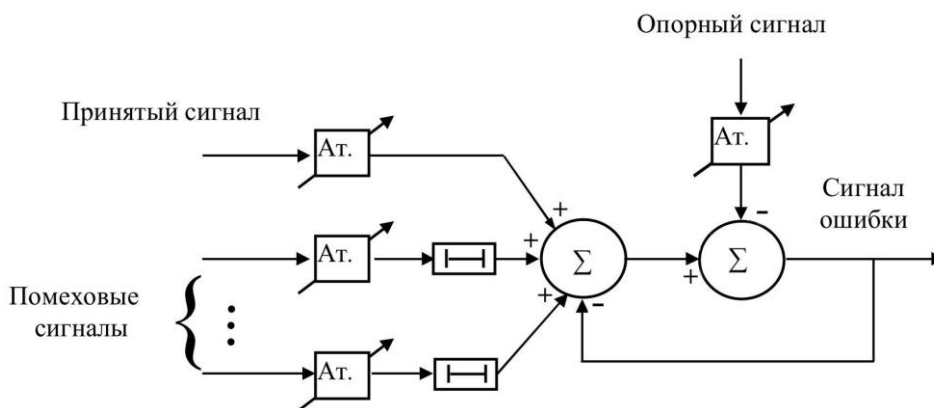 Опорный сигнал
Принятый сигнал
Ат.
Ат.
Сигнал
ошибки
-
+
+
Ат.
Σ
+
Σ
Помеховые
сигналы
+
-
Ат.